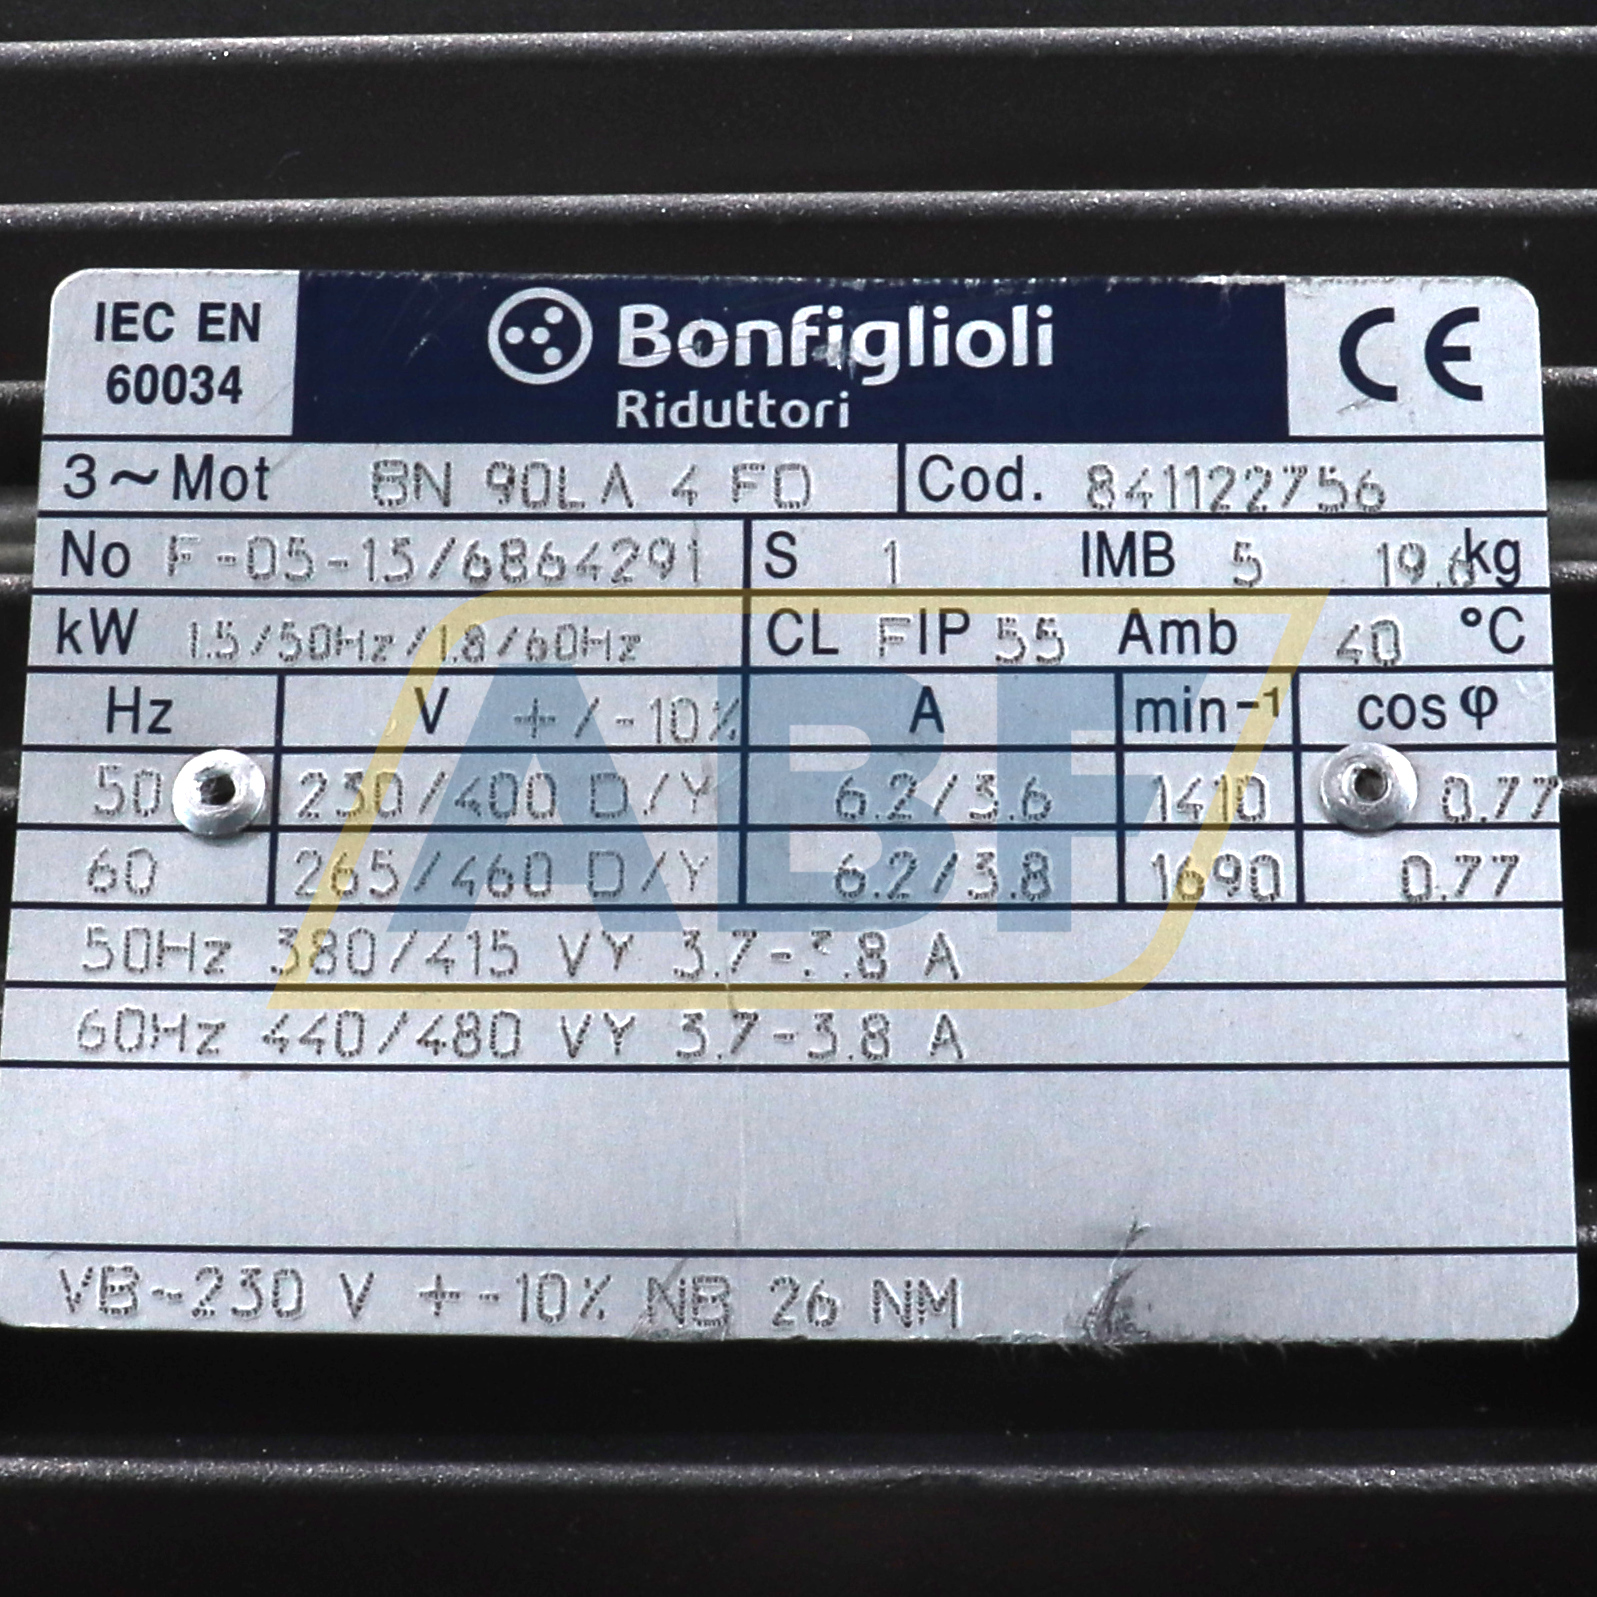 IEC EN
60034
Bonfiglioli
Riduttori
CE
3~Mot BN 90LA 4 FD Cod. 841122756
No F-05-15/6864291 S 1 IMB 5 19.6 kg
kW 1.5/50Hz/1.8/60Hz CL F IP 55 Amb 40 °C
Hz V +/-10% A min-1 cosφ
50 230/400 D/Y 6.2/3.6 1410 0.77
60 265/460 D/Y 6.2/3.8 1690 0.77
50Hz 380/415 VY 3.7-3.8 A
60Hz 440/480 VY 3.7-3.8 A
VB~230 V +-10% NB 26 NM
ABF